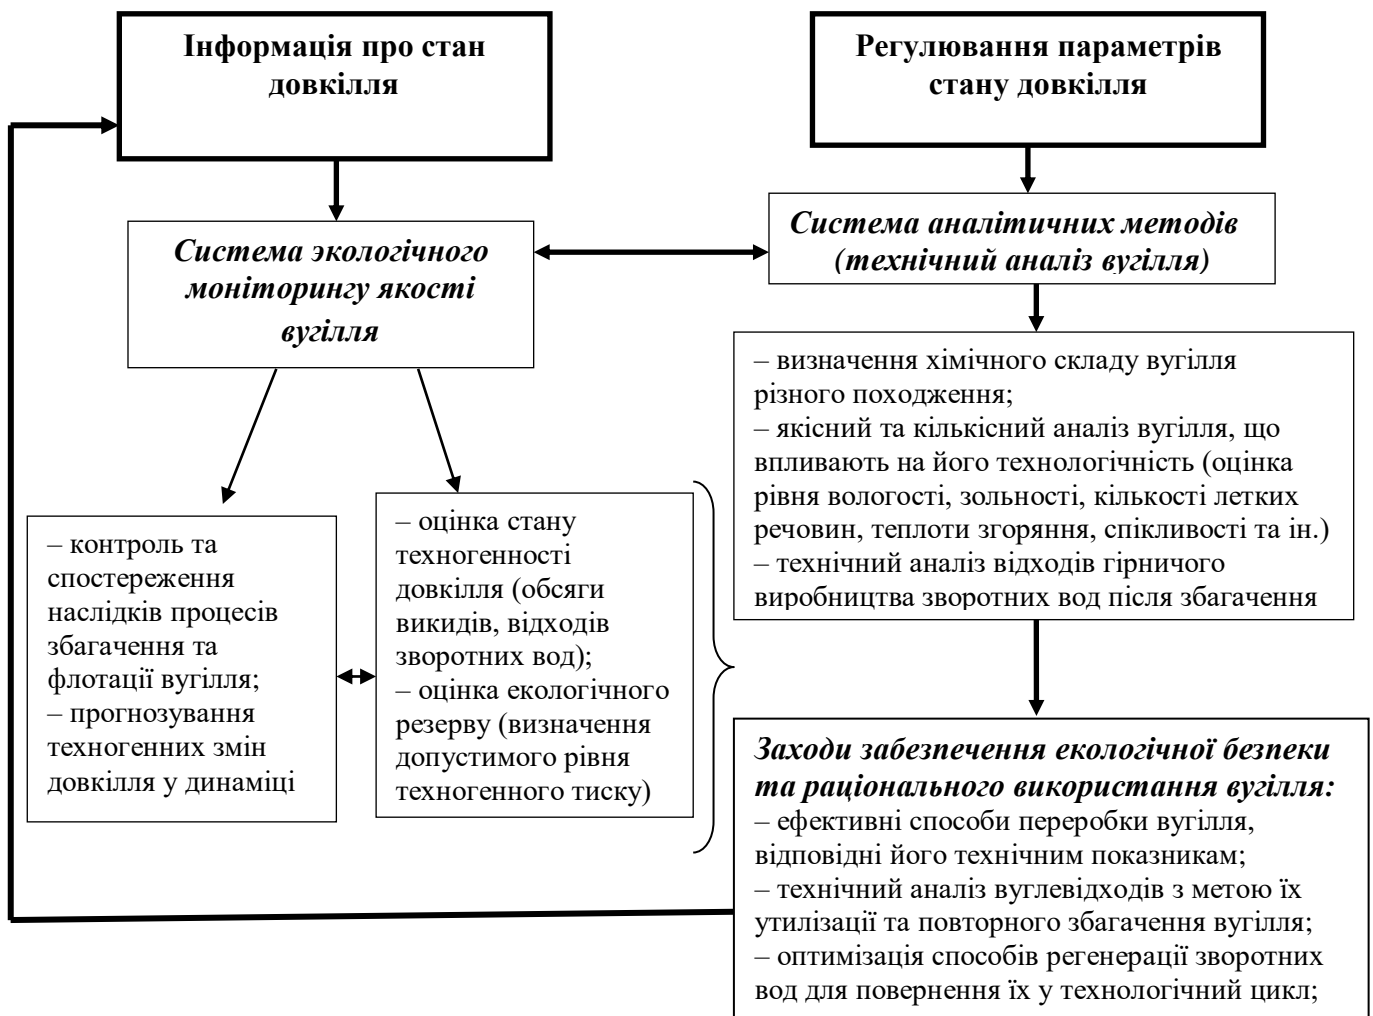 Інформація про стан
довкілля
Регулювання параметрів
стану довкілля
Система экологічного
моніторингу якості
вугілля
Система аналітичних методів
(технічний аналіз вугілля)
– визначення хімічного складу вугілля
різного походження;
– якісний та кількісний аналіз вугілля, що
впливають на його технологічність (оцінка
рівня вологості, зольності, кількості летких
речовин, теплоти згоряння, спікливості та ін.)
– технічний аналіз відходів гірничого
виробництва зворотних вод після збагачення
– контроль та
спостереження
наслідків процесів
збагачення та
флотації вугілля;
– прогнозування
техногенних змін
довкілля у динаміці
– оцінка стану
техногенності
довкілля (обсяги
викидів, відходів
зворотних вод);
– оцінка екологічного
резерву (визначення
допустимого рівня
техногенного тиску)
Заходи забезпечення екологічної безпеки
та раціонального використання вугілля:
– ефективні способи переробки вугілля,
відповідні його технічним показникам;
– технічний аналіз вуглевідходів з метою їх
утилізації та повторного збагачення вугілля;
– оптимізація способів регенерації зворотних
вод для повернення їх у технологічний цикл;